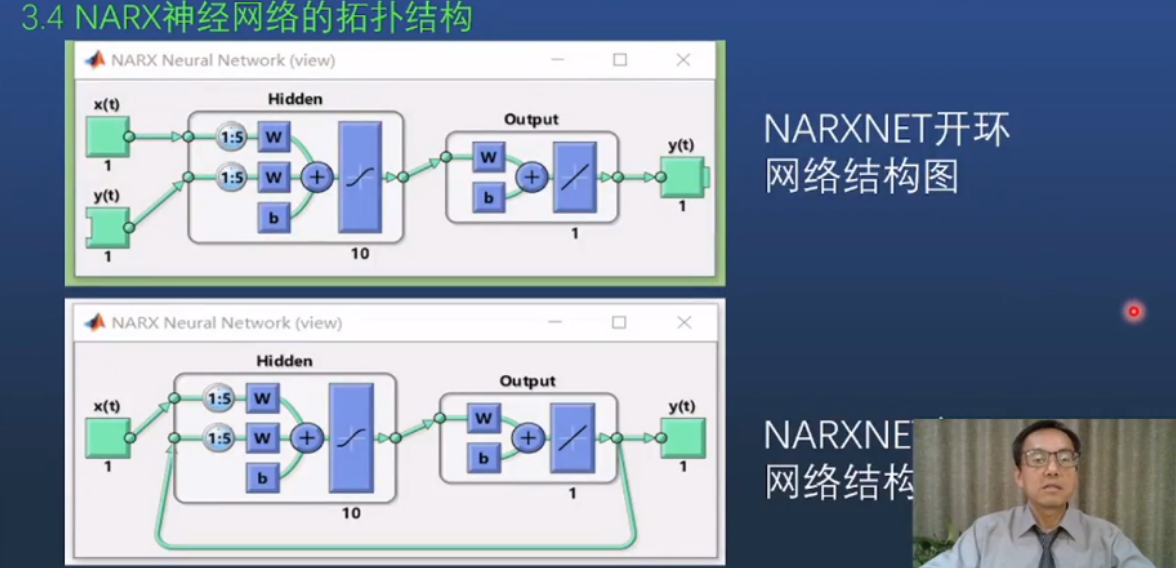 3.4 NARX神经网络的拓扑结构
NARX Neural Network (view)
Hidden
x(t)
1:5
W
1
y(t)
1:5
W
1
b
10
Output
W
b
1
y(t)
1
NARXNET开环
网络结构图
NARX Neural Network (view)
Hidden
x(t)
1:5
W
1
1:5
W
b
10
Output
W
b
1
y(t)
1
NARXNE
网络结构